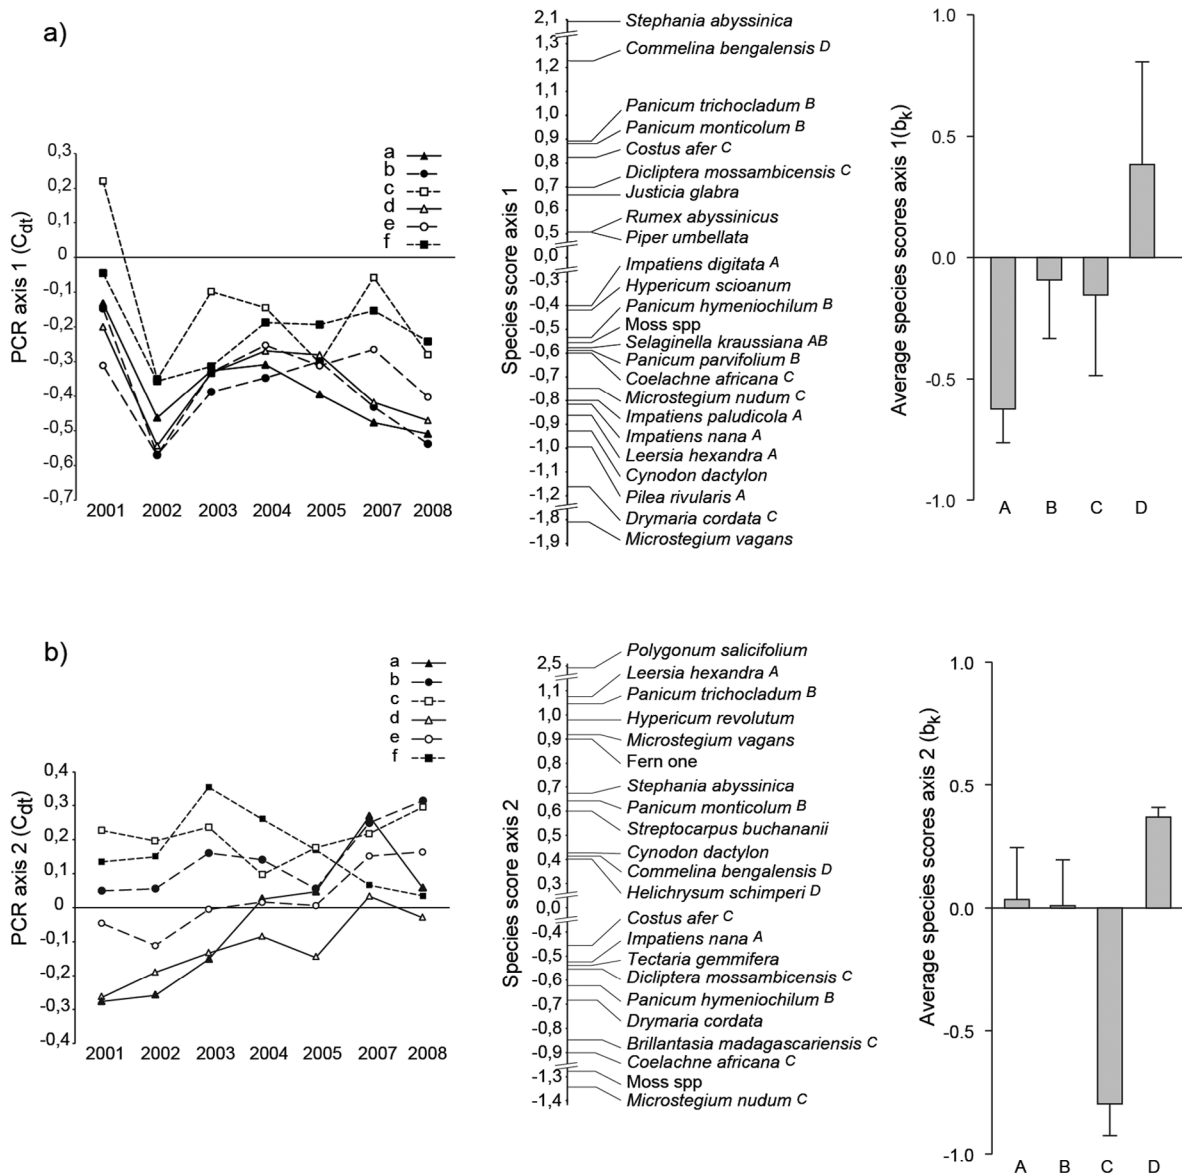 a)
PCR axis 1 (Cdt)
0,3
0,2
0,1
0
-0,1
-0,2
-0,3
-0,4
-0,5
-0,6
-0,7
2001 2002 2003 2004 2005 2007 2008
a
b
c
d
e
f
Species score axis 1
2,1
1,3
1,2
1,1
1,0
0,9
0,8
0,7
0,6
0,5
0,0
-0,3
-0,4
-0,5
-0,6
-0,7
-0,8
-0,9
-1,0
-1,1
-1,2
-1,8
-1,9
Stephania abyssinica
Commelina bengalensis D
Panicum trichocladum B
Panicum monticolum B
Costus afer C
Dicliptera mossambicensis C
Justicia glabra
Rumex abyssinicus
Piper umbellata
Impatiens digitata A
Hypericum scioanum
Panicum hymeniochilum B
Moss spp
Selaginella kraussiana AB
Panicum parvifolium B
Coelachne africana C
Microstegium nudum C
Impatiens paludicola A
Impatiens nana A
Leersia hexandra A
Cynodon dactylon
Pilea rivularis A
Drymaria cordata C
Microstegium vagans
Average species scores axis 1(bk)
1.0
0.5
0.0
-0.5
-1.0
A B C D
b)
PCR axis 2 (Cdt)
0,4
0,3
0,2
0,1
0
-0,1
-0,2
-0,3
-0,4
2001 2002 2003 2004 2005 2007 2008
a
b
c
d
e
f
Species score axis 2
2,5
1,1
1,0
0,9
0,8
0,7
0,6
0,5
0,4
0,3
0,0
-0,4
-0,5
-0,6
-0,7
-0,8
-0,9
-1,3
-1,4
Polygonum salicifolium
Leersia hexandra A
Panicum trichocladum B
Hypericum revolutum
Microstegium vagans
Fern one
Stephania abyssinica
Panicum monticolum B
Streptocarpus buchananii
Cynodon dactylon
Commelina bengalensis D
Helichrysum schimperi D
Costus afer C
Impatiens nana A
Tectaria gemmifera
Dicliptera mossambicensis C
Panicum hymeniochilum B
Drymaria cordata
Brillantasia madagascariensis C
Coelachne africana C
Moss spp
Microstegium nudum C
Average species scores axis 2 (bk)
1.0
0.5
0.0
-0.5
-1.0
A B C D